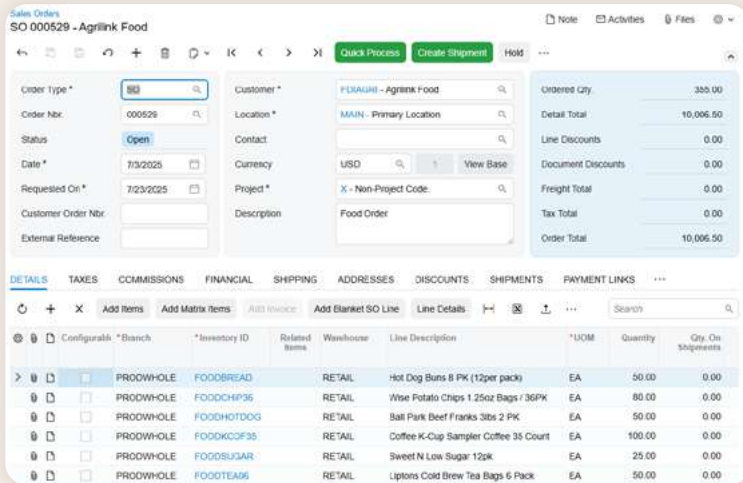 Sales Orders
SO 000529 - Agrilink Food
Note Activities Files
Quick Process Create Shipment Hold ...
Order Type * SO Customer * FDIAGRI - Agrilink Food Ordered Qty. 355.00
Order Nbr. 000529 Location * MAIN - Primary Location Detail Total 10,006.50
Status Open Contact Line Discounts 0.00
Date * 7/3/2025 Currency USD 1 View Base Document Discounts 0.00
Requested On * 7/23/2025 Project * X - Non-Project Code. Freight Total 0.00
Customer Order Nbr. Description Food Order Tax Total 0.00
External Reference Order Total 10,006.50
DETAILS TAXES COMMISSIONS FINANCIAL SHIPPING ADDRESSES DISCOUNTS SHIPMENTS PAYMENT LINKS ...
Add Items Add Matrix Items Add Invoice Add Blanket SO Line Line Details ... Search
*Branch *Inventory ID Related Items Warehouse Line Description *UOM Quantity Qty. On Shipments
PRODWHOLE FOODBREAD RETAIL Hot Dog Buns 8 PK (12per pack) EA 50.00 0.00
PRODWHOLE FOODCHIP36 RETAIL Wise Potato Chips 1.25oz Bags / 36PK EA 80.00 0.00
PRODWHOLE FOODHOTDOG RETAIL Ball Park Beef Franks 3lbs 2 PK EA 50.00 0.00
PRODWHOLE FOODKCOF35 RETAIL Coffee K-Cup Sampler Coffee 35 Count EA 100.00 0.00
PRODWHOLE FOODSUGAR RETAIL Sweet N Low Sugar 12pk EA 25.00 0.00
PRODWHOLE FOODTEA06 RETAIL Liptons Cold Brew Tea Bags 6 Pack EA 50.00 0.00